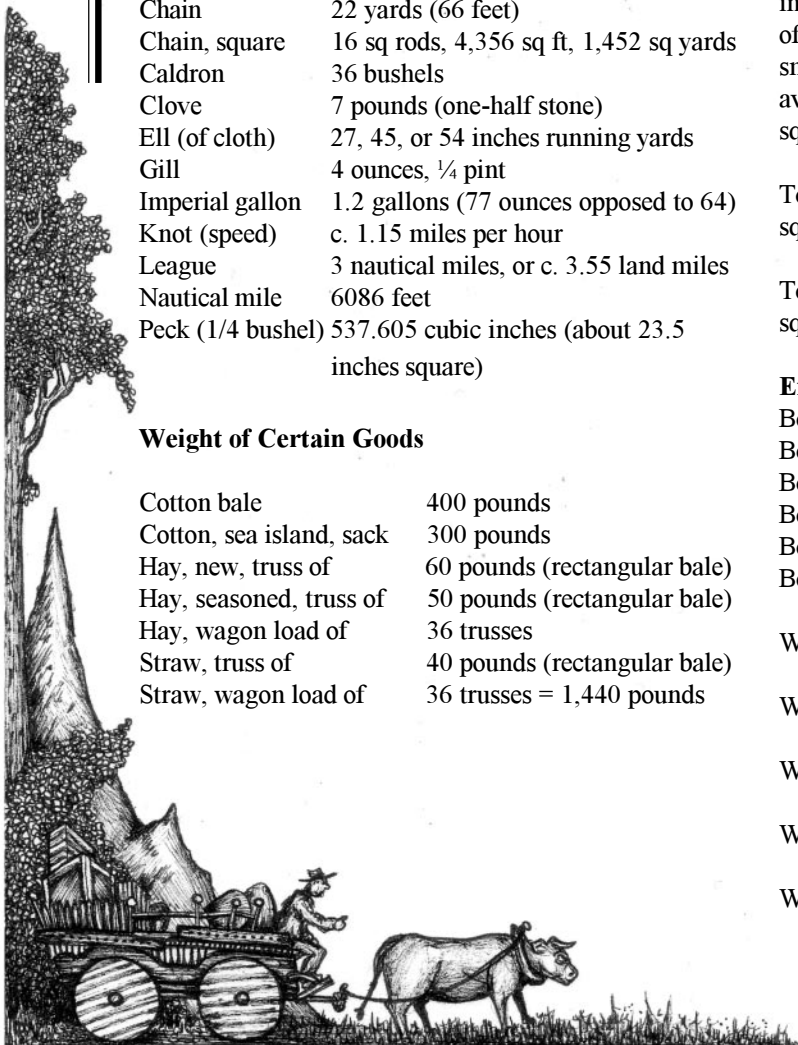 Chain 22 yards (66 feet)
Chain, square 16 sq rods, 4,356 sq ft, 1,452 sq yards
Caldron 36 bushels
Clove 7 pounds (one-half stone)
Ell (of cloth) 27, 45, or 54 inches running yards
Gill 4 ounces, ¼ pint
Imperial gallon 1.2 gallons (77 ounces opposed to 64)
Knot (speed) c. 1.15 miles per hour
League 3 nautical miles, or c. 3.55 land miles
Nautical mile 6086 feet
Peck (1/4 bushel) 537.605 cubic inches (about 23.5
inches square)
Weight of Certain Goods
Cotton bale 400 pounds
Cotton, sea island, sack 300 pounds
Hay, new, truss of 60 pounds (rectangular bale)
Hay, seasoned, truss of 50 pounds (rectangular bale)
Hay, wagon load of 36 trusses
Straw, truss of 40 pounds (rectangular bale)
Straw, wagon load of 36 trusses = 1,440 pounds
of